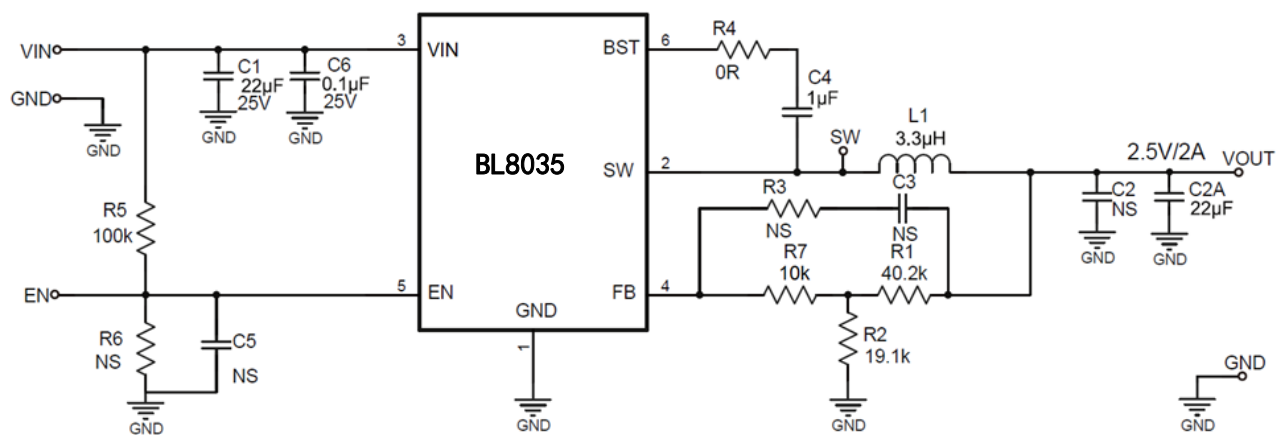 VIN
3
VIN
C1
22μF
25V
GND
C6
0.1μF
25V
GND
GND
GND
R5
100k
EN
5
EN
R6
NS
C5
NS
GND
BL8035
GND
1
GND
BST
6
R4
0R
C4
1μF
SW
2
SW
L1
3.3μH
2.5V/2A
VOUT
C2
NS
GND
C2A
22μF
GND
R3
NS
C3
NS
FB
4
R7
10k
R1
40.2k
R2
19.1k
GND
GND
GND